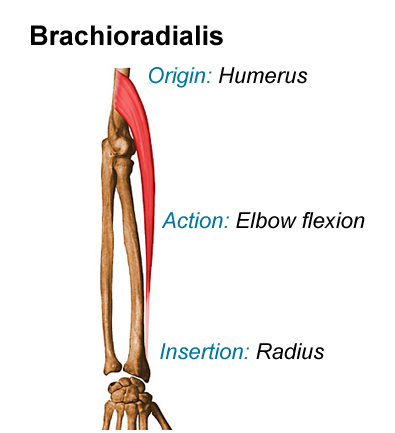 Brachioradialis
Origin: Humerus
Action: Elbow flexion
Insertion: Radius